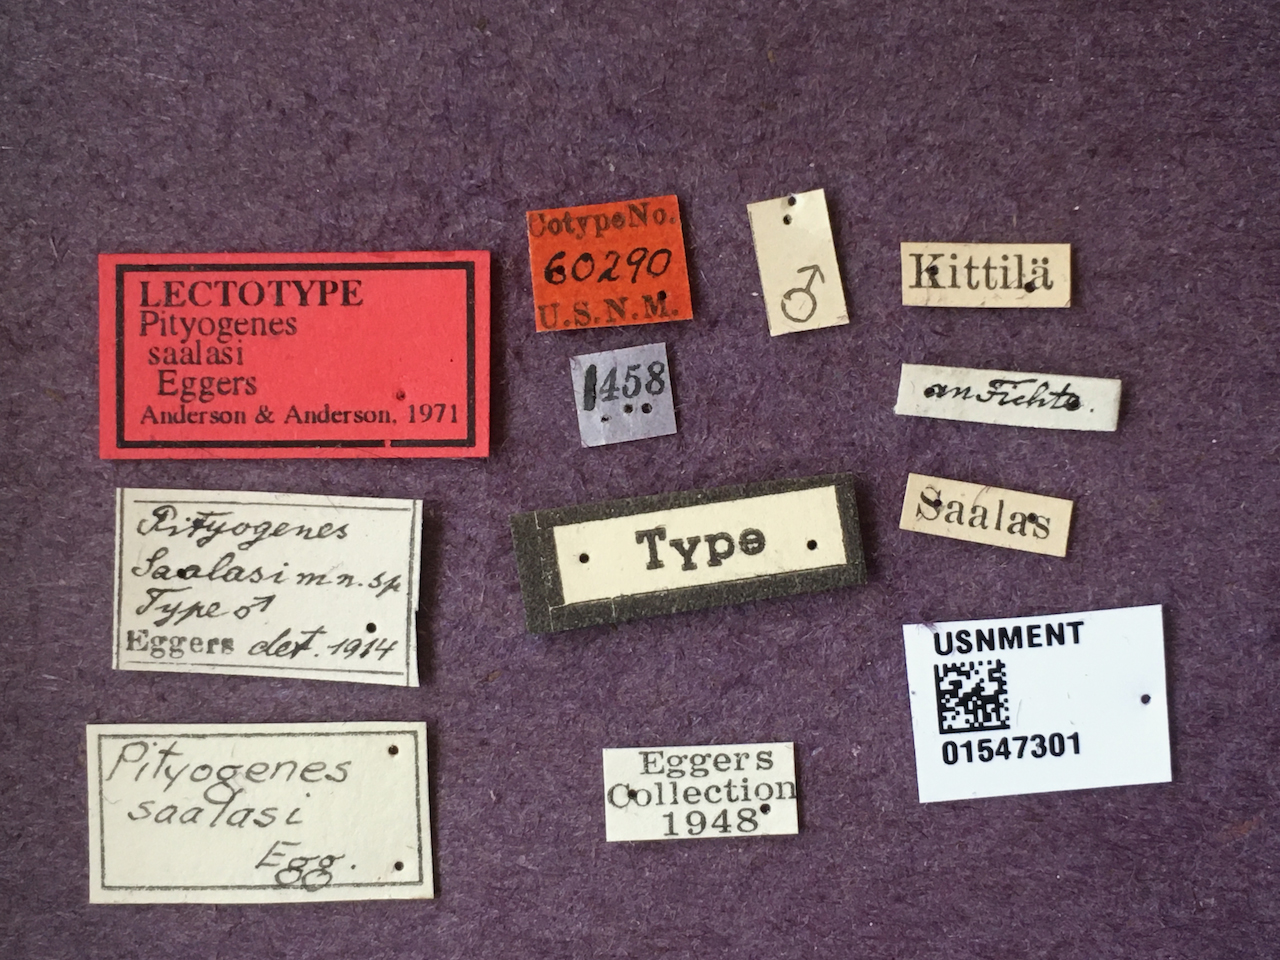 LECTOTYPE
Pityogenes
saalasi
Eggers
Anderson & Anderson, 1971
Cotype No.
60290
U.S.N.M.
♂
Kittilä
1458
an Fichte.
Saalas
Type
Pityogenes
Saalasi m n. sp
Type ♂
Eggers det. 1914
Pityogenes
saalasi
Egg.
Eggers
Collection
1948
USNMENT
01547301